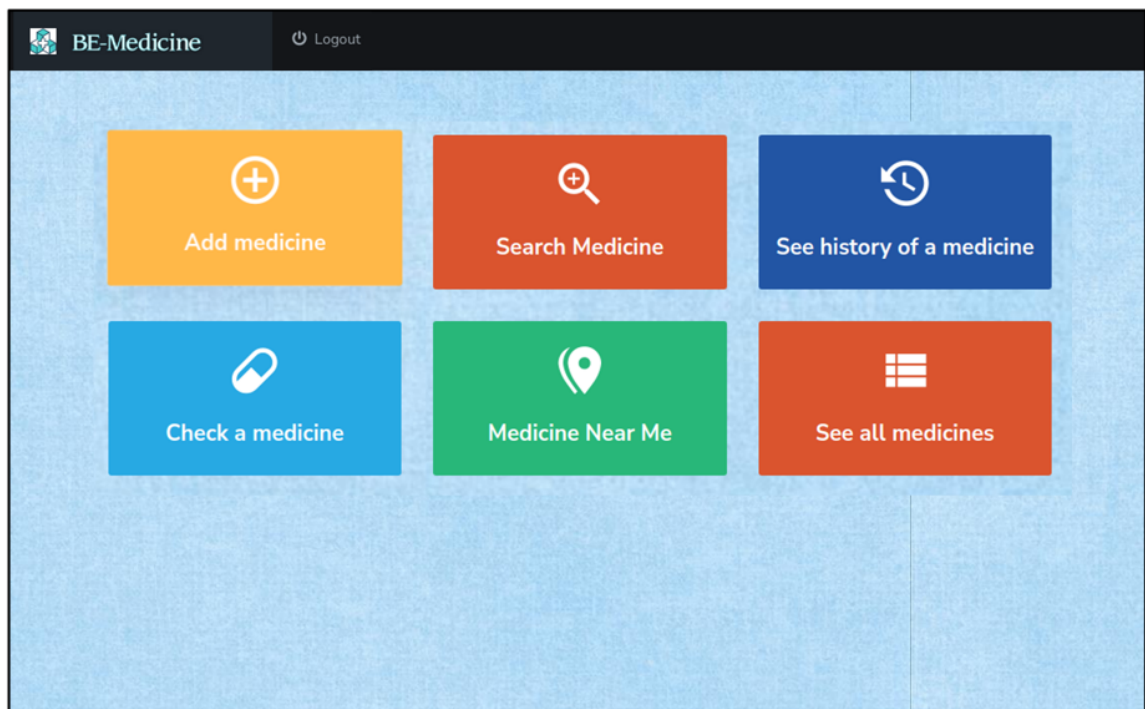 BE-Medicine
Logout
Add medicine
Search Medicine
See history of a medicine
Check a medicine
Medicine Near Me
See all medicines